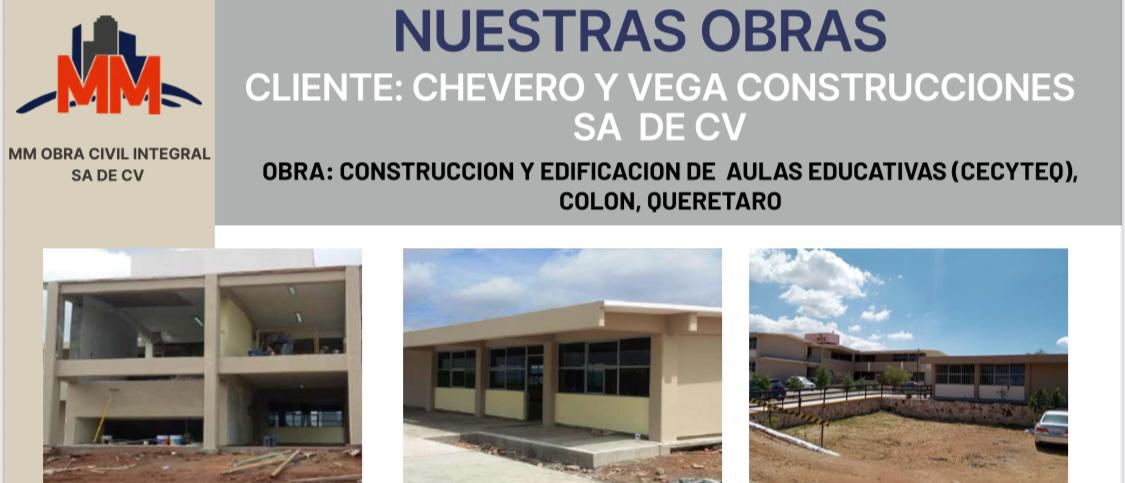 MM
MM OBRA CIVIL INTEGRAL
SA DE CV
NUESTRAS OBRAS
CLIENTE: CHEVERO Y VEGA CONSTRUCCIONES
SA DE CV
OBRA: CONSTRUCCION Y EDIFICACION DE AULAS EDUCATIVAS (CECYTEQ),
COLON, QUERETARO